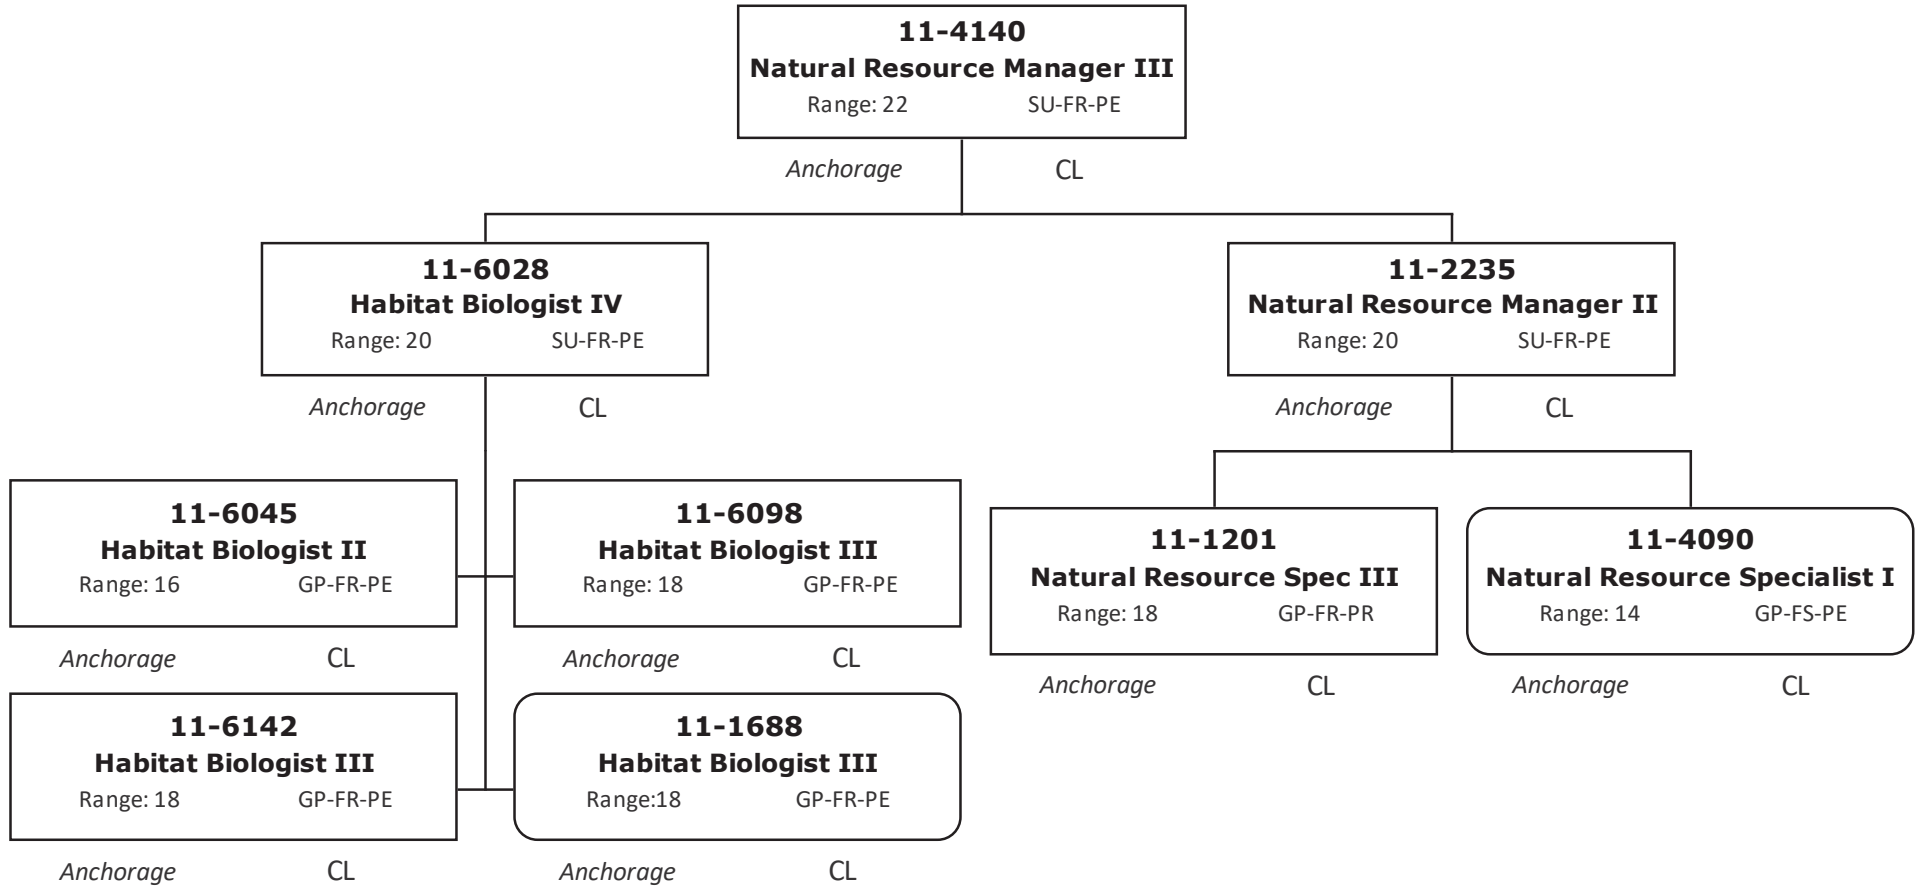 11-4140
Natural Resource Manager III
Range: 22 SU-FR-PE
Anchorage CL
11-6028
Habitat Biologist IV
Range: 20 SU-FR-PE
Anchorage CL
11-2235
Natural Resource Manager II
Range: 20 SU-FR-PE
Anchorage CL
11-6045
Habitat Biologist II
Range: 16 GP-FR-PE
Anchorage CL
11-6098
Habitat Biologist III
Range: 18 GP-FR-PE
Anchorage CL
11-1201
Natural Resource Spec III
Range: 18 GP-FR-PR
Anchorage CL
11-4090
Natural Resource Specialist I
Range: 14 GP-FS-PE
Anchorage CL
11-6142
Habitat Biologist III
Range: 18 GP-FR-PE
Anchorage CL
11-1688
Habitat Biologist III
Range:18 GP-FR-PE
Anchorage CL